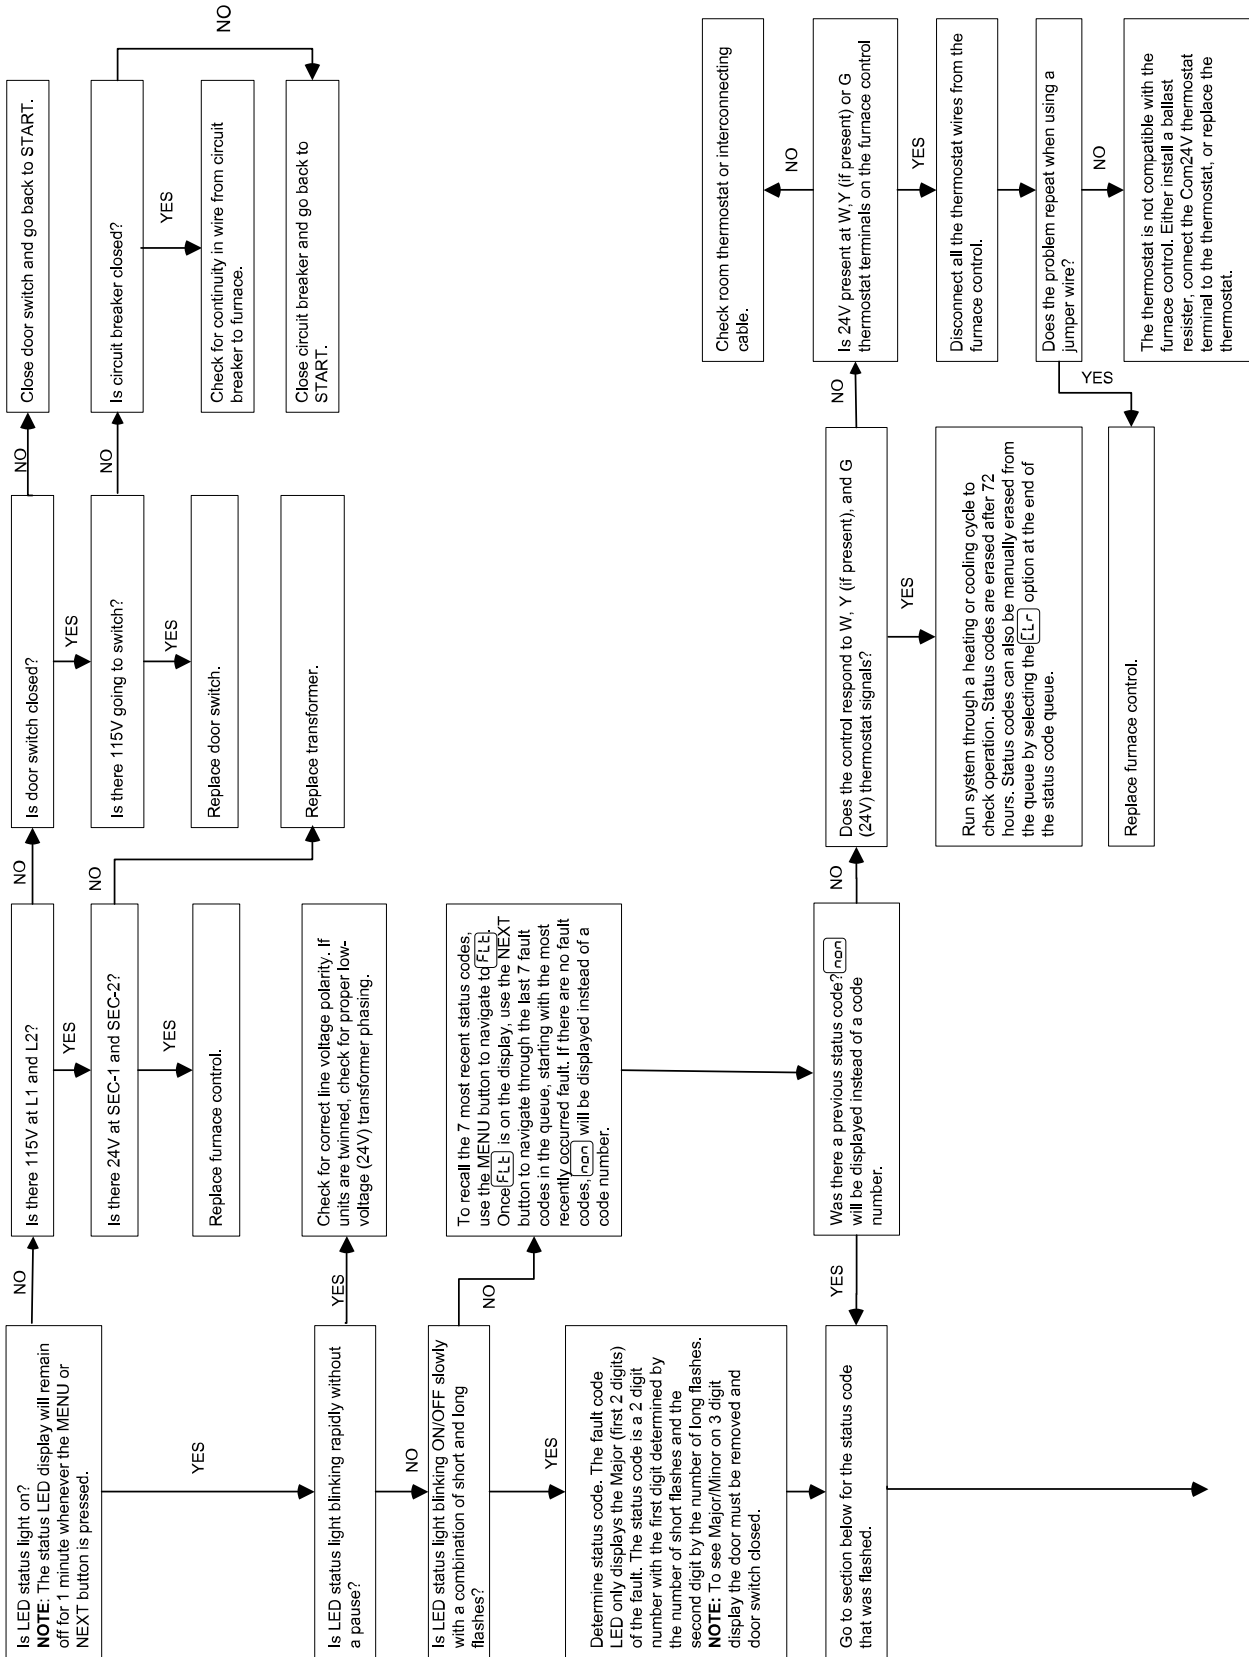 Is LED status light on?
NOTE: The status LED display will remain
off for 1 minute whenever the MENU or
NEXT button is pressed.
NO
Is there 115V at L1 and L2?
NO
Is door switch closed?
NO
Close door switch and go back to START.
YES
YES
Is there 24V at SEC-1 and SEC-2?
NO
Is there 115V going to switch?
NO
Is circuit breaker closed?
NO
YES
YES
YES
Replace furnace control.
Replace door switch.
Check for continuity in wire from circuit
breaker to furnace.
YES
Replace transformer.
Close circuit breaker and go back to
START.
Is LED status light blinking rapidly without
a pause?
YES
Check for correct line voltage polarity. If
units are twinned, check for proper low-
voltage (24V) transformer phasing.
NO
Is LED status light blinking ON/OFF slowly
with a combination of short and long
flashes?
NO
To recall the 7 most recent status codes,
use the MENU button to navigate to FLt.
Once FLt is on the display, use the NEXT
button to navigate through the last 7 fault
codes in the queue, starting with the most
recently occurred fault. If there are no fault
codes, non will be displayed instead of a
code number.
YES
Determine status code. The fault code
LED only displays the Major (first 2 digits)
of the fault. The status code is a 2 digit
number with the first digit determined by
the number of short flashes and the
second digit by the number of long flashes.
NOTE: To see Major/Minor on 3 digit
display the door must be removed and
door switch closed.
Go to section below for the status code
that was flashed.
YES
Was there a previous status code? non
will be displayed instead of a code
number.
NO
Does the control respond to W, Y (if present), and G
(24V) thermostat signals?
NO
Is 24V present at W,Y (if present) or G
thermostat terminals on the furnace control
NO
Check room thermostat or interconnecting
cable.
YES
Run system through a heating or cooling cycle to
check operation. Status codes are erased after 72
hours. Status codes can also be manually erased from
the queue by selecting the CLr option at the end of
the status code queue.
YES
Disconnect all the thermostat wires from the
furnace control.
Does the problem repeat when using a
jumper wire?
YES
Replace furnace control.
NO
The thermostat is not compatible with the
furnace control. Either install a ballast
resister, connect the Com24V thermostat
terminal to the thermostat, or replace the
thermostat.